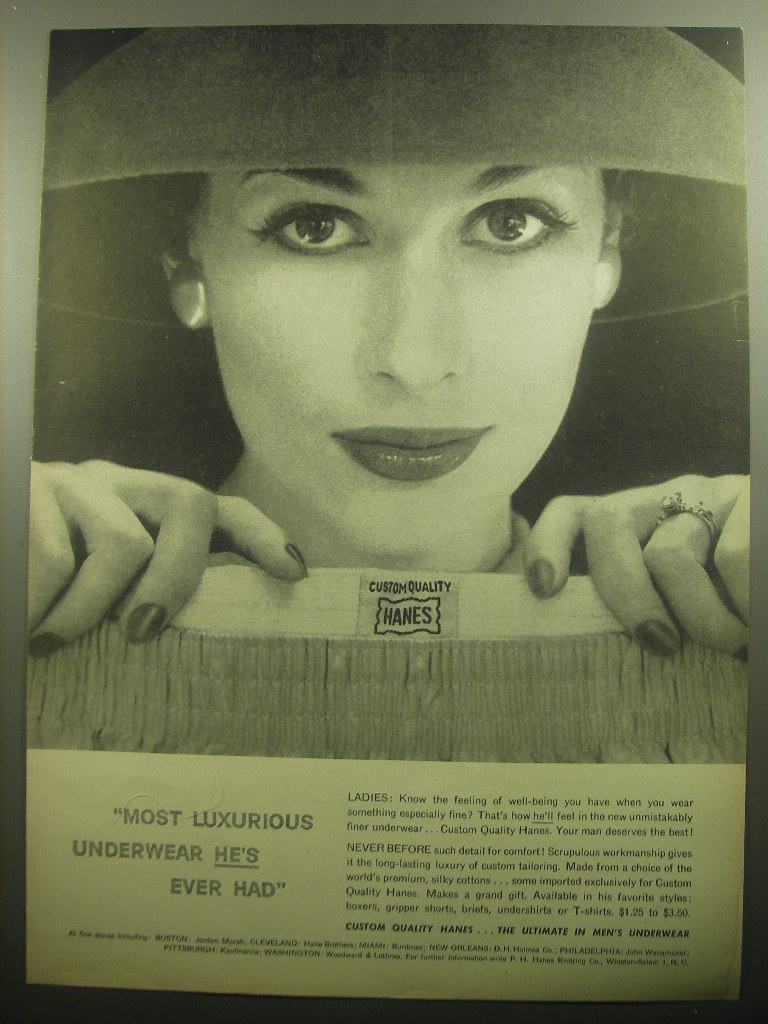 CUSTOM QUALITY
HANES
"MOST LUXURIOUS
UNDERWEAR HE'S
EVER HAD"
LADIES: Know the feeling of well-being you have when you wear
something especially fine? That's how he'll feel in the new unmistakably
finer underwear . . . Custom Quality Hanes. Your man deserves the best!
NEVER BEFORE such detail for comfort! Scrupulous workmanship gives
it the long-lasting luxury of custom tailoring. Made from a choice of the
world's premium, silky cottons . . . some imported exclusively for Custom
Quality Hanes. Makes a grand gift. Available in his favorite styles:
boxers, gripper shorts, briefs, undershirts or T-shirts. $1.25 to $3.50.
CUSTOM QUALITY HANES . . . THE ULTIMATE IN MEN'S UNDERWEAR
At fine stores including: BOSTON: Jordan Marsh; CLEVELAND: Halle Brothers; MIAMI: Burdines; NEW ORLEANS: D. H. Holmes Co.; PHILADELPHIA: John Wanamaker;
PITTSBURGH: Kaufmanns; WASHINGTON: Woodward & Lothrop. For further information write P. H. Hanes Knitting Co., Winston-Salem 1, N. C.